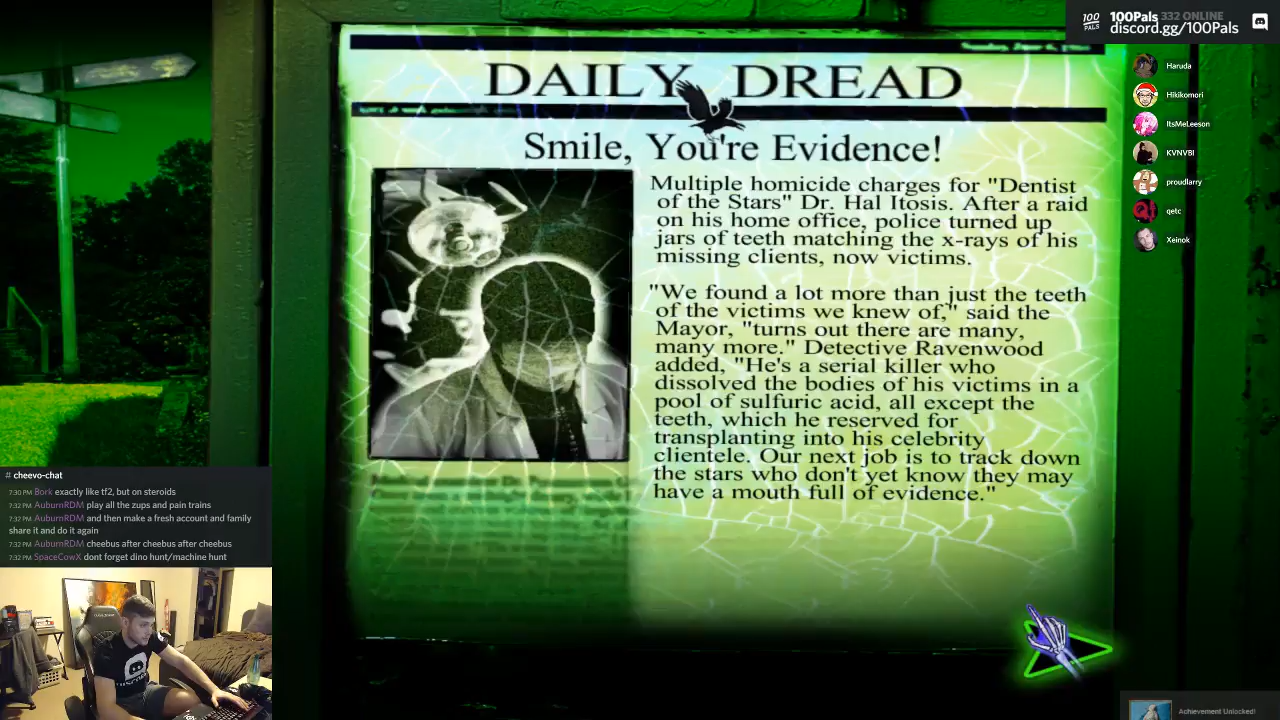 100Pals 332 ONLINE
discord.gg/100Pals
100
PALS
Haruda
Hikikomori
ItsMeLeeson
KVNVBI
proudlarry
qetc
Xeinok
DAILY DREAD
Smile, You're Evidence!
Multiple homicide charges for "Dentist
of the Stars" Dr. Hal Itosis. After a raid
on his home office, police turned up
jars of teeth matching the x-rays of his
missing clients, now victims.
"We found a lot more than just the teeth
of the victims we knew of," said the
Mayor, "turns out there are many,
many more." Detective Ravenwood
added, "He's a serial killer who
dissolved the bodies of his victims in a
pool of sulfuric acid, all except the
teeth, which he reserved for
transplanting into his celebrity
clientele. Our next job is to track down
the stars who don't yet know they may
have a mouth full of evidence."
# cheevo-chat
7:30 PM Bork exactly like tf2, but on steroids
7:32 PM AuburnRDM play all the zups and pain trains
7:32 PM AuburnRDM and then make a fresh account and family
share it and do it again
7:32 PM AuburnRDM cheebus after cheebus after cheebus
7:32 PM SpaceCowX dont forget dino hunt/machine hunt
Achievement Unlocked!